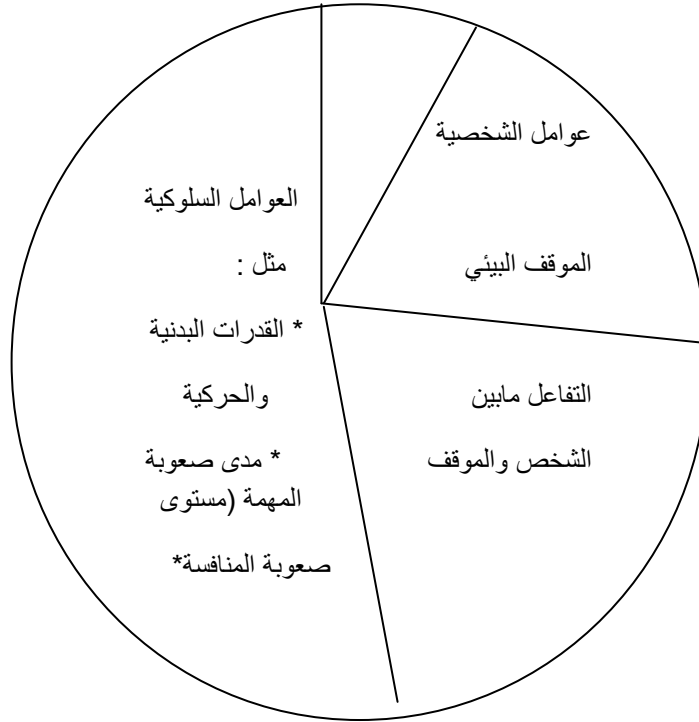 عوامل الشخصية
الموقف البيئي
التفاعل مابين
الشخص والموقف
العوامل السلوكية
مثل :
* القدرات البدنية
والحركية
* مدى صعوبة
المهمة (مستوى
صعوبة المنافسة*